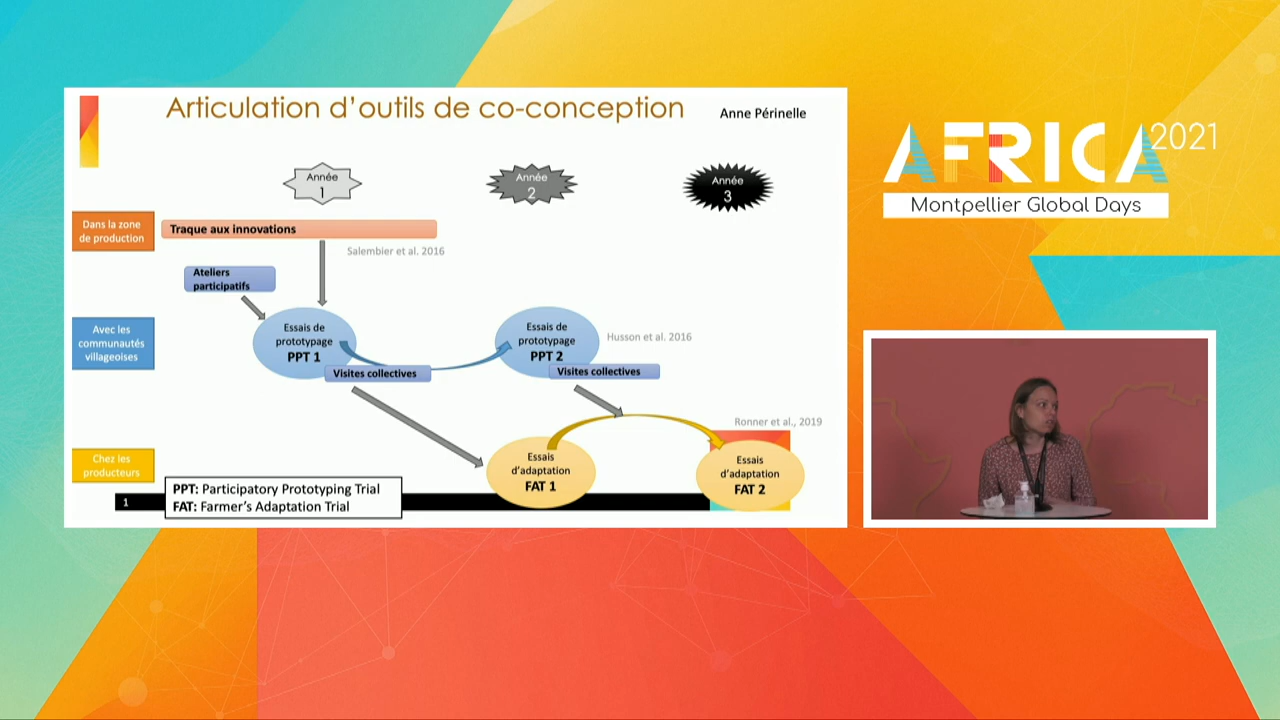 Articulation d'outils de co-conception
Anne Périnelle
AFRICA 2021
Montpellier Global Days
Année
1
Année
2
Année
3
Dans la zone
de production
Traque aux innovations
Salembier et al. 2016
Ateliers
participatifs
Avec les
communautés
villageoises
Essais de
prototypage
PPT 1
Visites collectives
Essais de
prototypage
PPT 2
Visites collectives
Husson et al. 2016
Ronner et al., 2019
Chez les
producteurs
Essais
d'adaptation
FAT 1
Essais
d'adaptation
FAT 2
1
PPT: Participatory Prototyping Trial
FAT: Farmer's Adaptation Trial